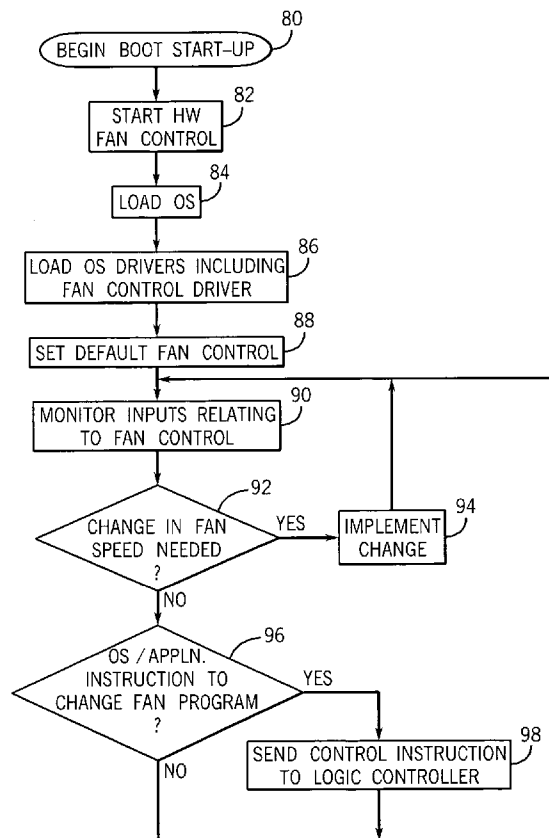 80
BEGIN BOOT START-UP
82
START HW
FAN CONTROL
84
LOAD OS
86
LOAD OS DRIVERS INCLUDING
FAN CONTROL DRIVER
88
SET DEFAULT FAN CONTROL
90
MONITOR INPUTS RELATING
TO FAN CONTROL
92
CHANGE IN FAN
SPEED NEEDED
?
YES
94
IMPLEMENT
CHANGE
NO
96
OS / APPLN.
INSTRUCTION TO
CHANGE FAN PROGRAM
?
YES
98
SEND CONTROL INSTRUCTION
TO LOGIC CONTROLLER
NO